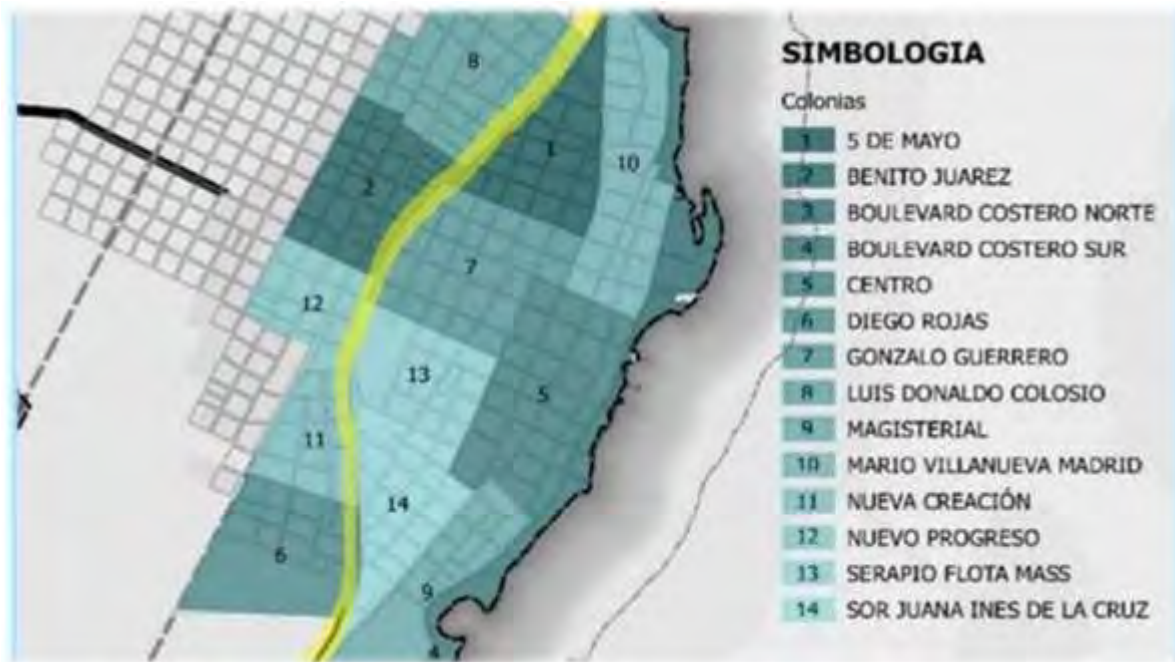 8
1
10
2
7
12
13
5
11
14
6
9
4
SIMBOLOGIA
Colonias
1 5 DE MAYO
2 BENITO JUAREZ
3 BOULEVARD COSTERO NORTE
4 BOULEVARD COSTERO SUR
5 CENTRO
6 DIEGO ROJAS
7 GONZALO GUERRERO
8 LUIS DONALDO COLOSIO
9 MAGISTERIAL
10 MARIO VILLANUEVA MADRID
11 NUEVA CREACIÓN
12 NUEVO PROGRESO
13 SERAPIO FLOTA MASS
14 SOR JUANA INES DE LA CRUZ